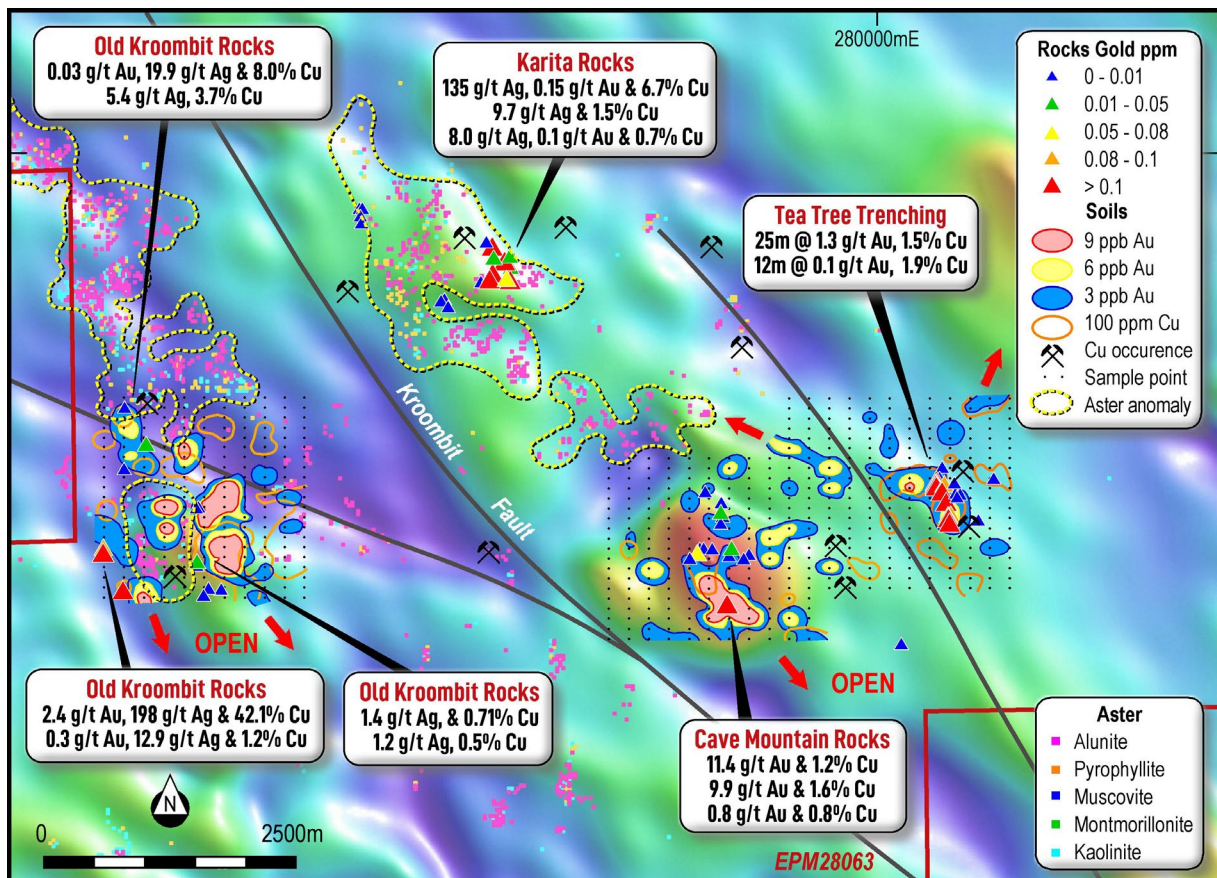 Old Kroombit Rocks
0.03 g/t Au, 19.9 g/t Ag & 8.0% Cu
5.4 g/t Ag, 3.7% Cu
Karita Rocks
135 g/t Ag, 0.15 g/t Au & 6.7% Cu
9.7 g/t Ag & 1.5% Cu
8.0 g/t Ag, 0.1 g/t Au & 0.7% Cu
280000mE
Rocks Gold ppm
0 - 0.01
0.01 - 0.05
0.05 - 0.08
0.08 - 0.1
> 0.1
Soils
9 ppb Au
6 ppb Au
3 ppb Au
100 ppm Cu
Cu occurence
Sample point
Aster anomaly
Tea Tree Trenching
25m @ 1.3 g/t Au, 1.5% Cu
12m @ 0.1 g/t Au, 1.9% Cu
Kroombit
Fault
OPEN
OPEN
Old Kroombit Rocks
2.4 g/t Au, 198 g/t Ag & 42.1% Cu
0.3 g/t Au, 12.9 g/t Ag & 1.2% Cu
Old Kroombit Rocks
1.4 g/t Ag, & 0.71% Cu
1.2 g/t Ag, 0.5% Cu
Cave Mountain Rocks
11.4 g/t Au & 1.2% Cu
9.9 g/t Au & 1.6% Cu
0.8 g/t Au & 0.8% Cu
Aster
Alunite
Pyrophyllite
Muscovite
Montmorillonite
Kaolinite
N
0
2500m
EPM28063